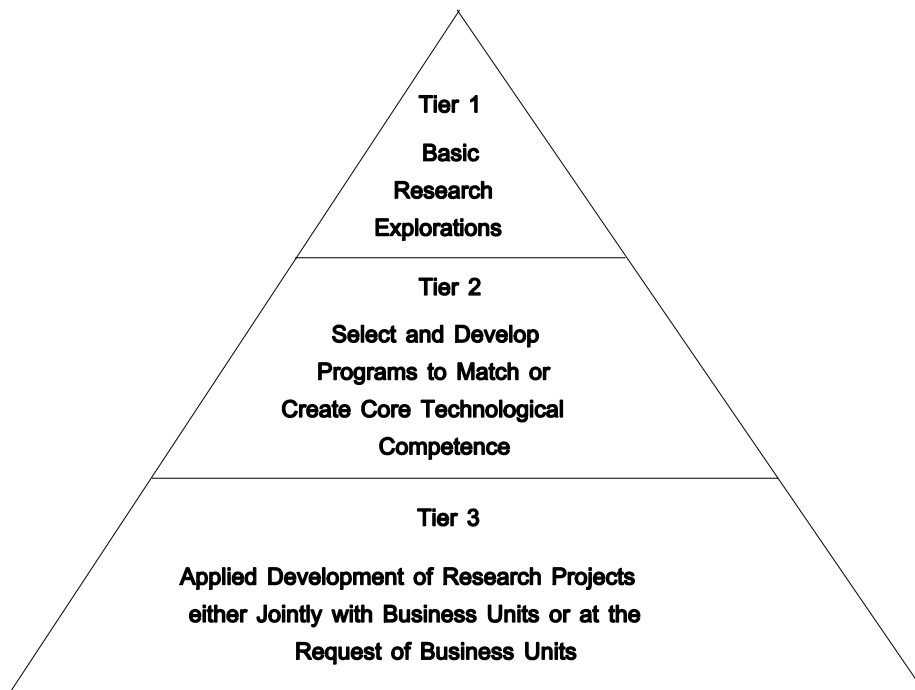 Tier 1
Basic
Research
Explorations
Tier 2
Select and Develop
Programs to Match or
Create Core Technological
Competence
Tier 3
Applied Development of Research Projects
either Jointly with Business Units or at the
Request of Business Units